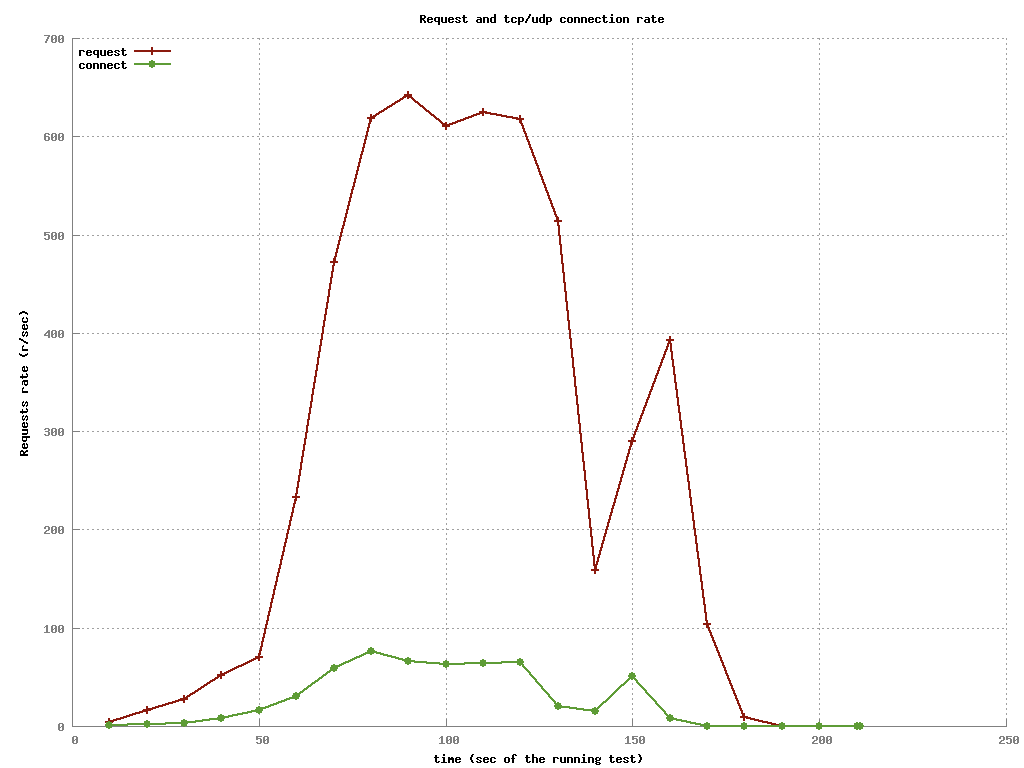 Request and tcp/udp connection rate
700
request
connect
600
500
400
300
200
100
0
Requests rate (r/sec)
0 50 100 150 200 250
time (sec of the running test)